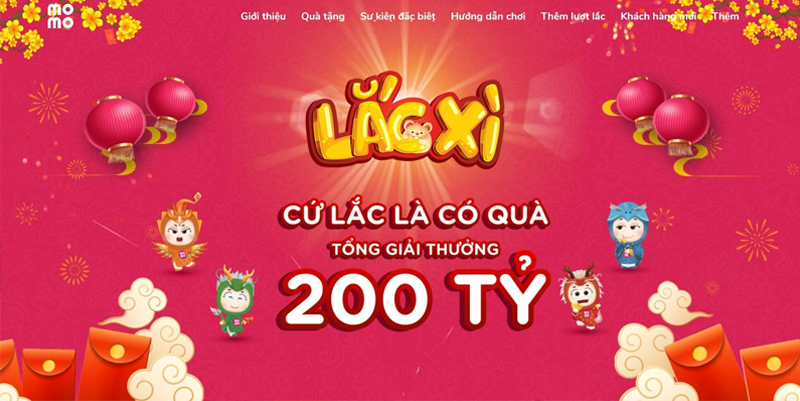 mo
mo
Giới thiệu Quà tặng Sự kiện đặc biệt Hướng dẫn chơi Thêm lượt lắc Khách hàng mới Thêm
LẮC XÌ
CỨ LẮC LÀ CÓ QUÀ
TỔNG GIẢI THƯỞNG
200 TỶ